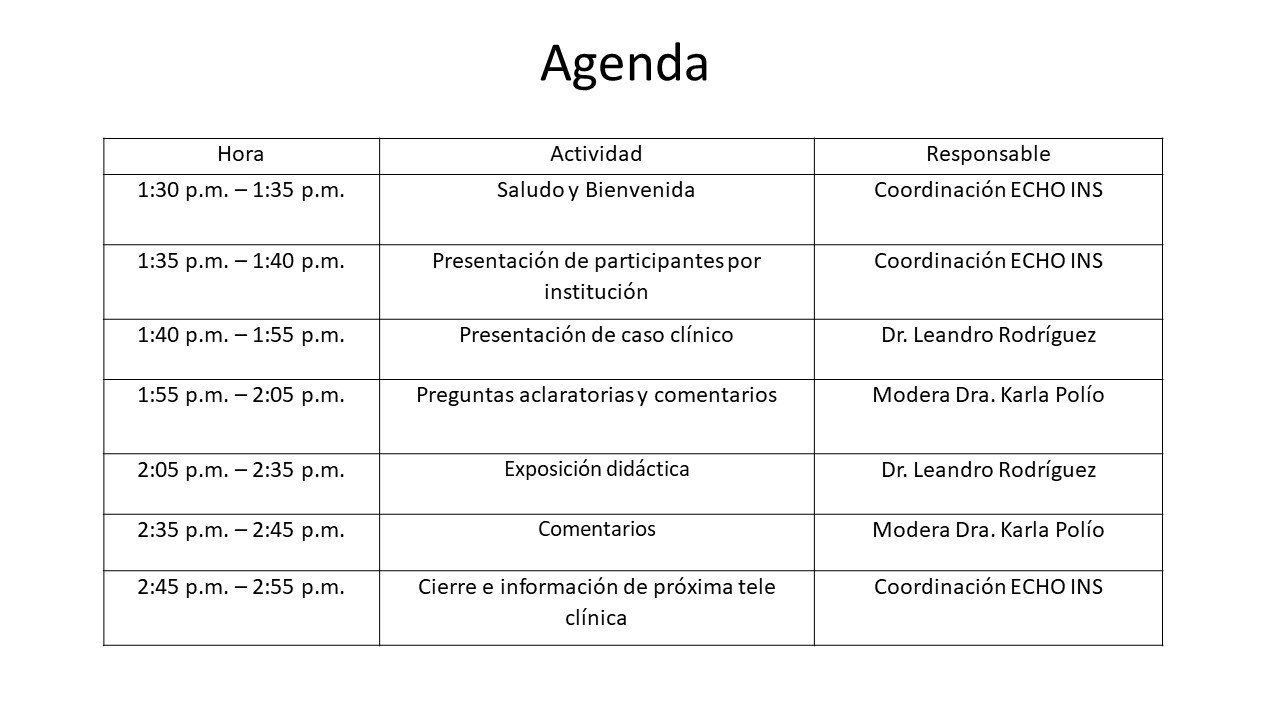 Agenda
Hora Actividad Responsable
1:30 p.m. – 1:35 p.m. Saludo y Bienvenida Coordinación ECHO INS
1:35 p.m. – 1:40 p.m. Presentación de participantes por Coordinación ECHO INS
institución
1:40 p.m. – 1:55 p.m. Presentación de caso clínico Dr. Leandro Rodríguez
1:55 p.m. – 2:05 p.m. Preguntas aclaratorias y comentarios Modera Dra. Karla Polío
2:05 p.m. – 2:35 p.m. Exposición didáctica Dr. Leandro Rodríguez
2:35 p.m. – 2:45 p.m. Comentarios Modera Dra. Karla Polío
2:45 p.m. – 2:55 p.m. Cierre e información de próxima tele Coordinación ECHO INS
clínica